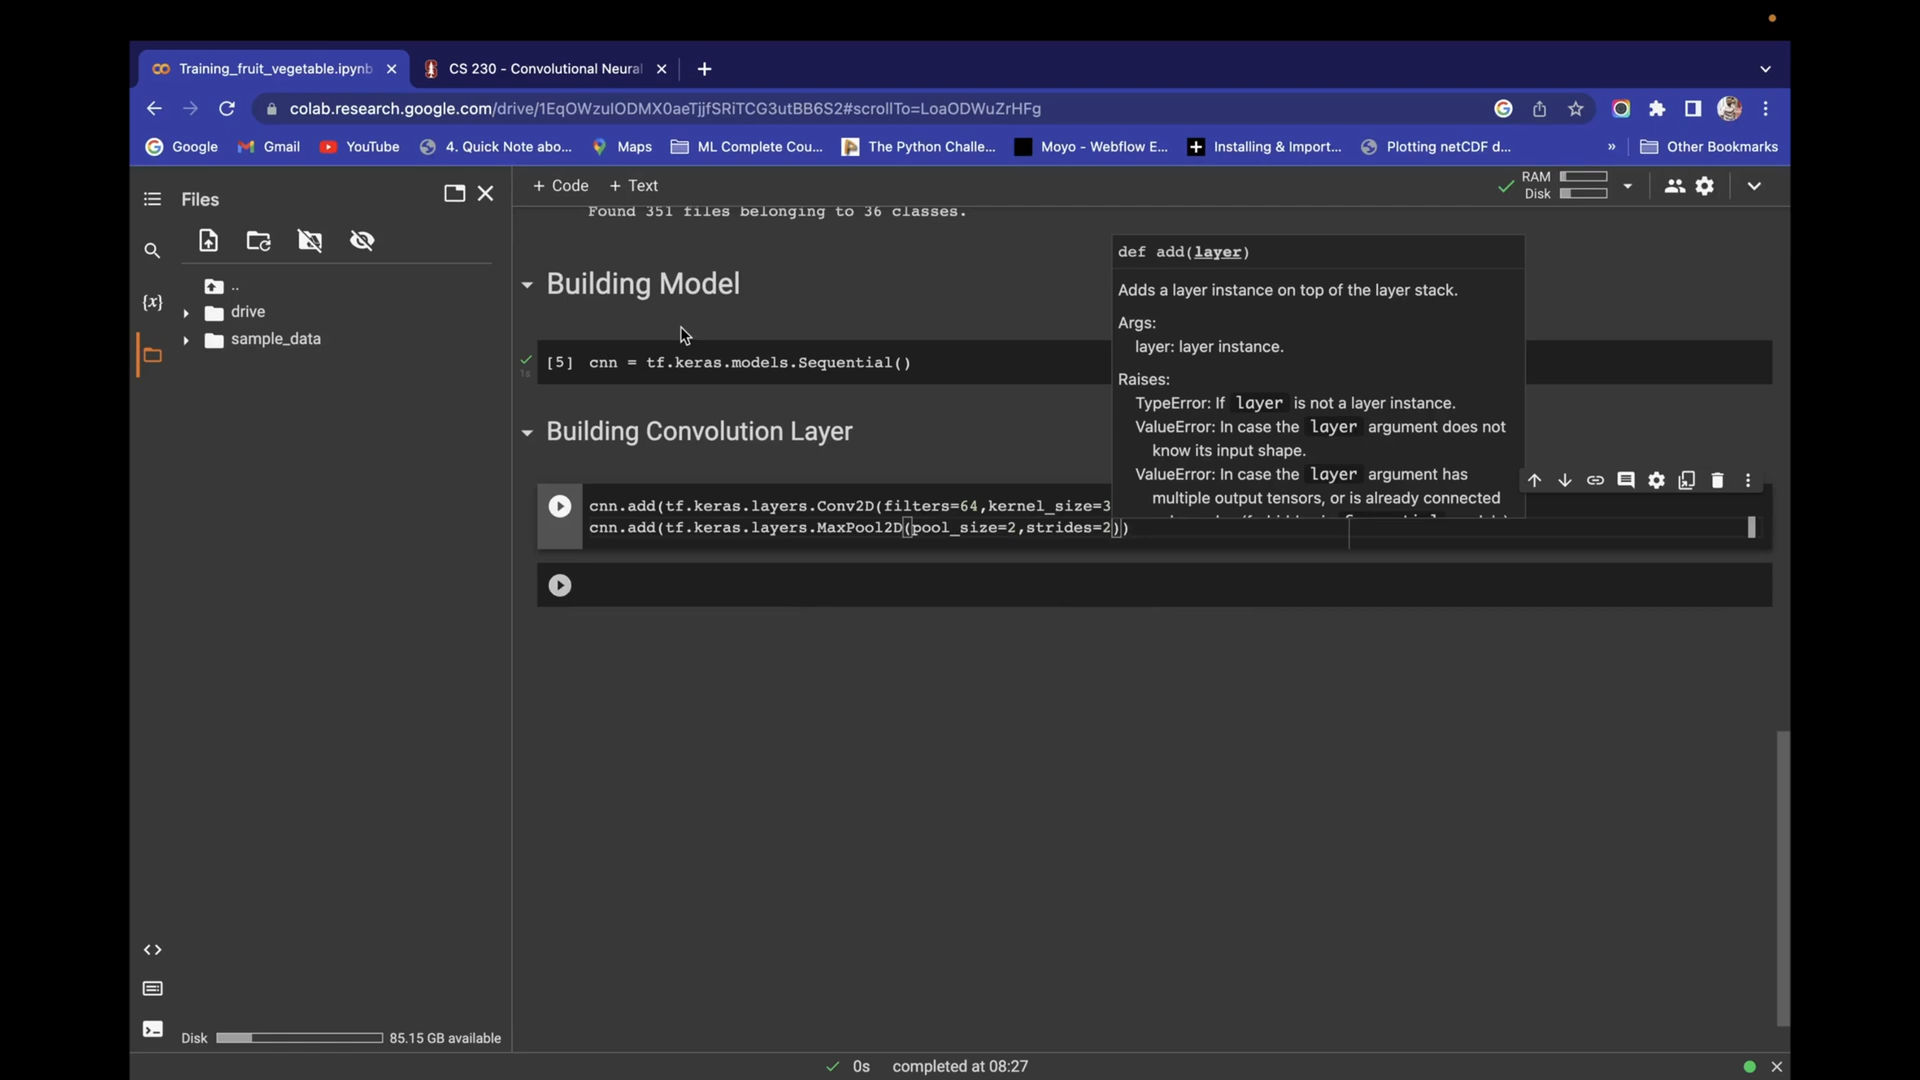 Training_fruit_vegetable.ipynb
CS 230 - Convolutional Neural
colab.research.google.com/drive/1EqOWzuIODMX0aeTjjfSRiTCG3utBB6S2#scrollTo=LoaODWuZrHFg
Google
Gmail
YouTube
4. Quick Note abo...
Maps
ML Complete Cou...
The Python Challe...
Moyo - Webflow E...
Installing & Import...
Plotting netCDF d...
»
Other Bookmarks
Files
+ Code
+ Text
RAM
Disk
..
drive
sample_data
{x}
Found 351 files belonging to 36 classes.
Building Model
[5] cnn = tf.keras.models.Sequential()
1s
Building Convolution Layer
cnn.add(tf.keras.layers.Conv2D(filters=64,kernel_size=3
cnn.add(tf.keras.layers.MaxPool2D(pool_size=2,strides=2))
def add(layer)
Adds a layer instance on top of the layer stack.
Args:
layer: layer instance.
Raises:
TypeError: If layer is not a layer instance.
ValueError: In case the layer argument does not
know its input shape.
ValueError: In case the layer argument has
multiple output tensors, or is already connected
Disk
85.15 GB available
0s completed at 08:27